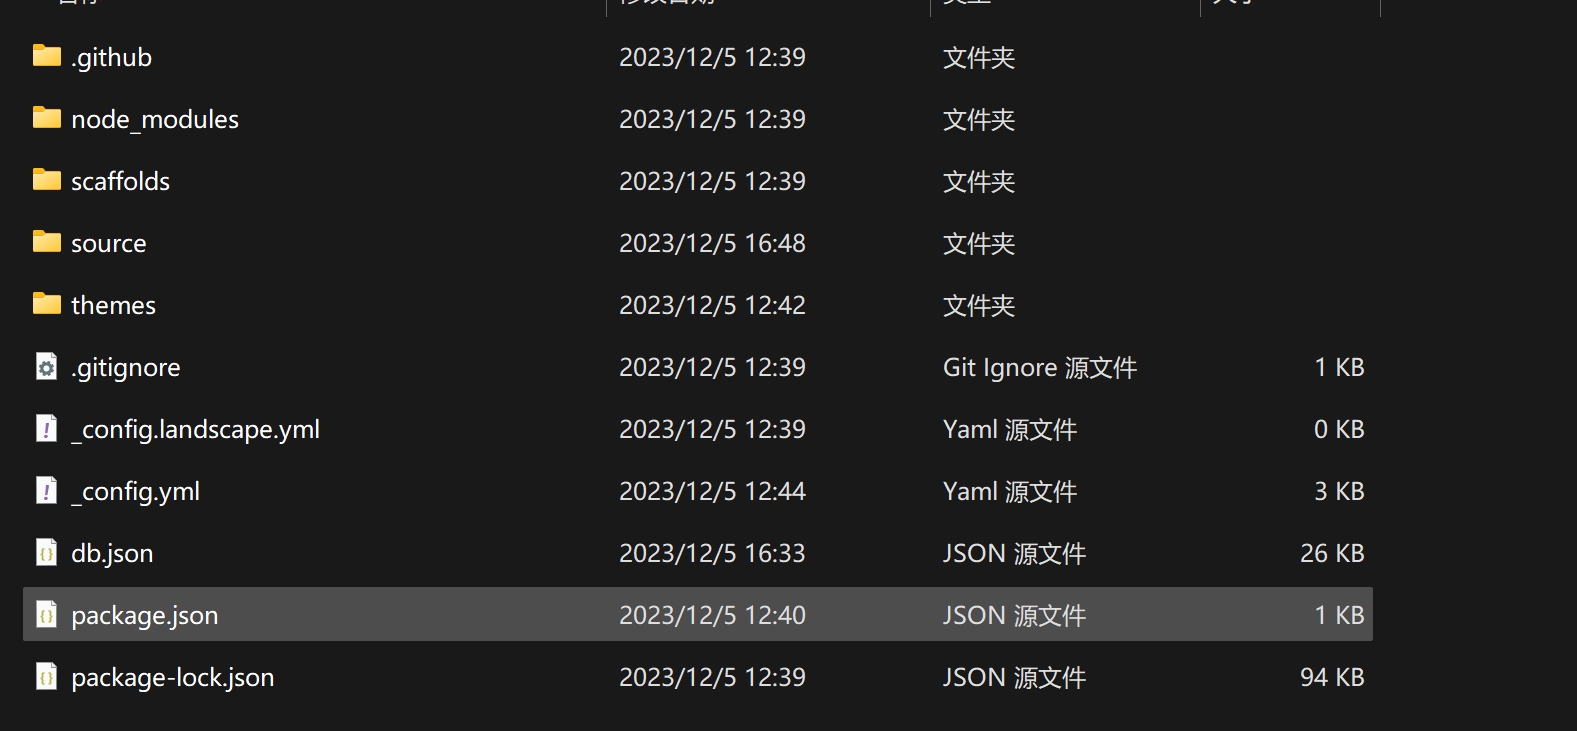 .github 2023/12/5 12:39 文件夹
node_modules 2023/12/5 12:39 文件夹
scaffolds 2023/12/5 12:39 文件夹
source 2023/12/5 16:48 文件夹
themes 2023/12/5 12:42 文件夹
.gitignore 2023/12/5 12:39 Git Ignore 源文件 1 KB
_config.landscape.yml 2023/12/5 12:39 Yaml 源文件 0 KB
_config.yml 2023/12/5 12:44 Yaml 源文件 3 KB
db.json 2023/12/5 16:33 JSON 源文件 26 KB
package.json 2023/12/5 12:40 JSON 源文件 1 KB
package-lock.json 2023/12/5 12:39 JSON 源文件 94 KB